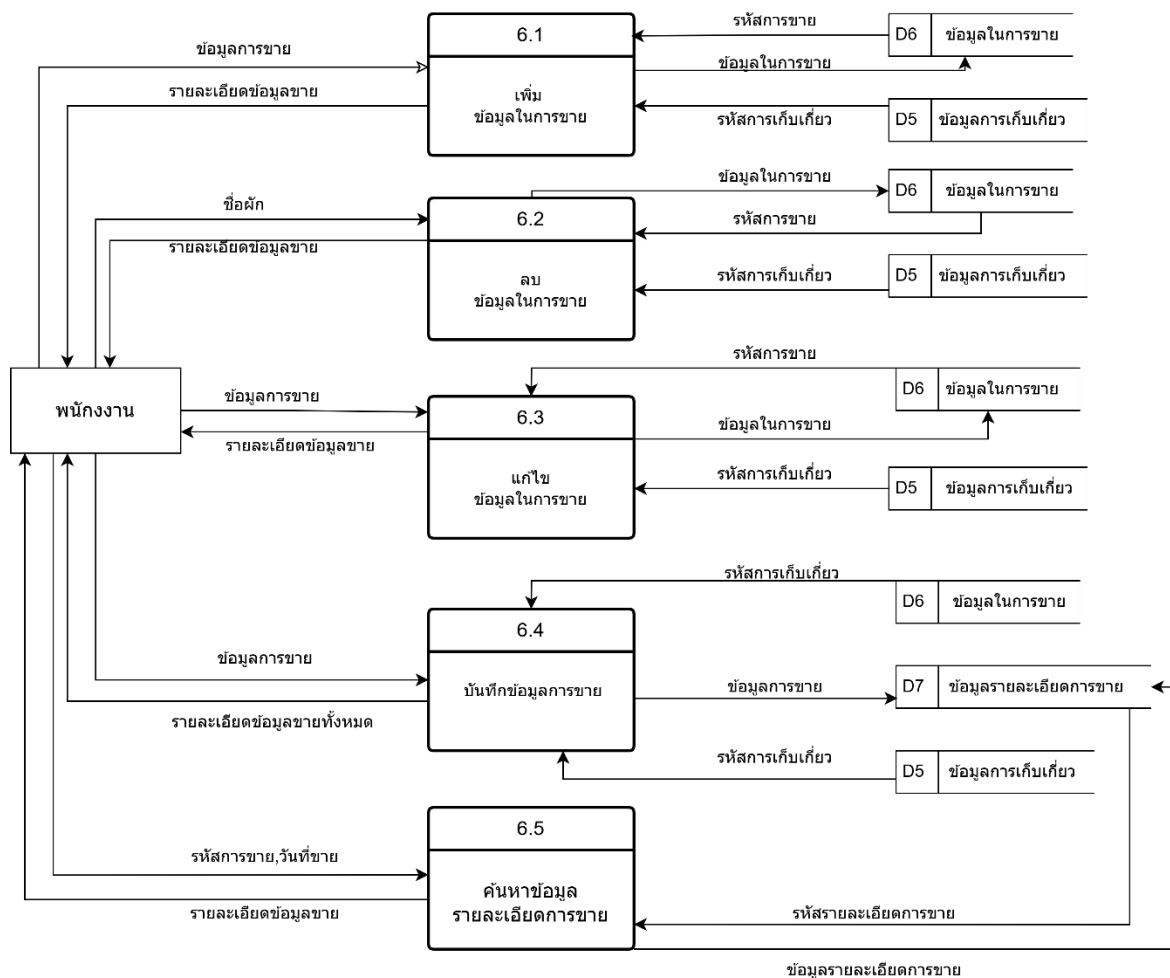 รหัสการขาย
6.1
D6 ข้อมูลในการขาย
ข้อมูลการขาย
ข้อมูลในการขาย
รายละเอียดข้อมูลขาย
เพิ่ม
ข้อมูลในการขาย
รหัสการเก็บเกี่ยว
D5 ข้อมูลการเก็บเกี่ยว
ข้อมูลในการขาย
D6 ข้อมูลในการขาย
ชื่อผัก
6.2
รหัสการขาย
รายละเอียดข้อมูลขาย
ลบ
ข้อมูลในการขาย
รหัสการเก็บเกี่ยว
D5 ข้อมูลการเก็บเกี่ยว
รหัสการขาย
D6 ข้อมูลในการขาย
พนักงงาน
ข้อมูลการขาย
6.3
ข้อมูลในการขาย
รายละเอียดข้อมูลขาย
แก้ไข
ข้อมูลในการขาย
รหัสการเก็บเกี่ยว
D5 ข้อมูลการเก็บเกี่ยว
รหัสการเก็บเกี่ยว
D6 ข้อมูลในการขาย
6.4
ข้อมูลการขาย
บันทึกข้อมูลการขาย
ข้อมูลการขาย
D7 ข้อมูลรายละเอียดการขาย
รายละเอียดข้อมูลขายทั้งหมด
รหัสการเก็บเกี่ยว
D5 ข้อมูลการเก็บเกี่ยว
6.5
รหัสการขาย,วันที่ขาย
ค้นหาข้อมูล
รายละเอียดการขาย
รายละเอียดข้อมูลขาย
รหัสรายละเอียดการขาย
ข้อมูลรายละเอียดการขาย